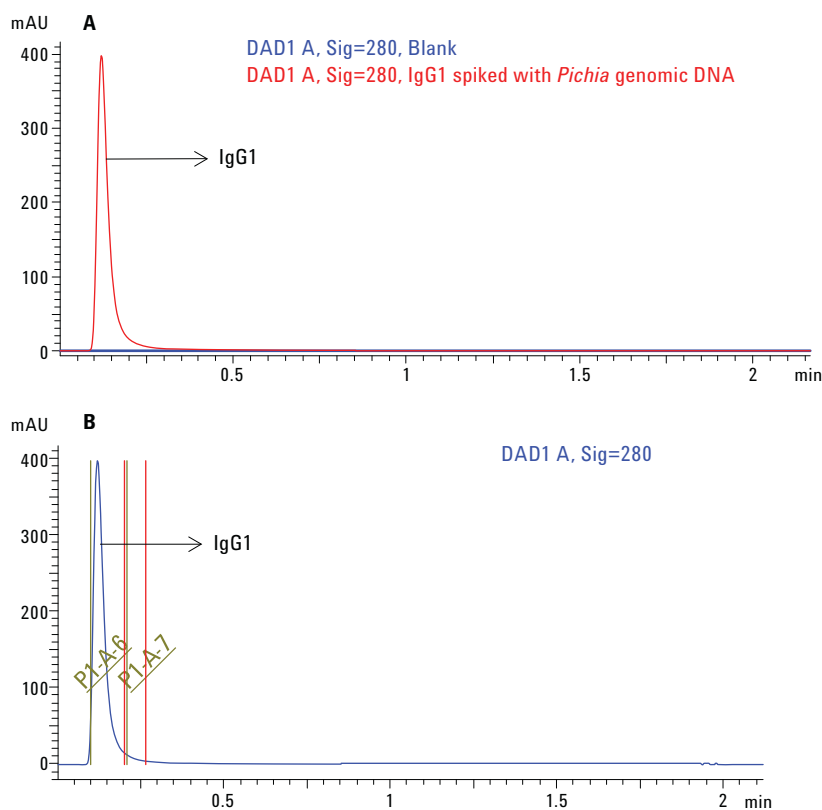 mAU
A
DAD1 A, Sig=280, Blank
DAD1 A, Sig=280, IgG1 spiked with Pichia genomic DNA
400
IgG1
300
200
100
0
0.5
1
1.5
2
min
mAU
B
DAD1 A, Sig=280
400
IgG1
300
200
P1-A-6
P1-A-7
100
0
0.5
1
1.5
2
min